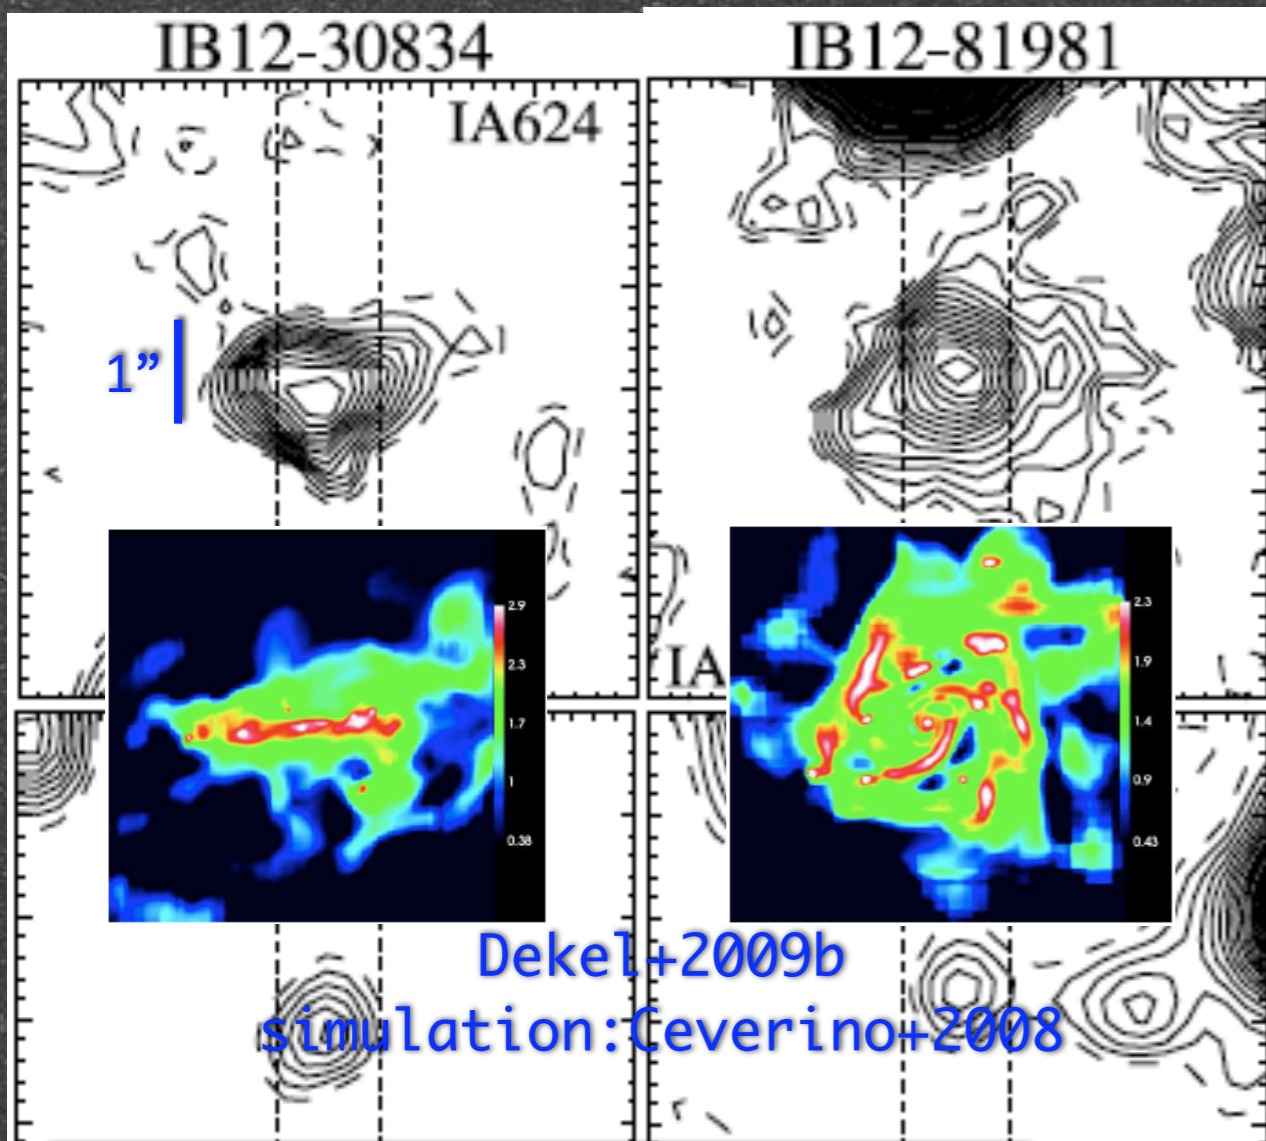 IB12-30834
IB12-81981
IA624
1”
IA
2.9
2.3
1.7
1
0.38
2.3
1.9
1.4
0.9
0.43
Dekel+2009b
simulation:Ceverino+2008